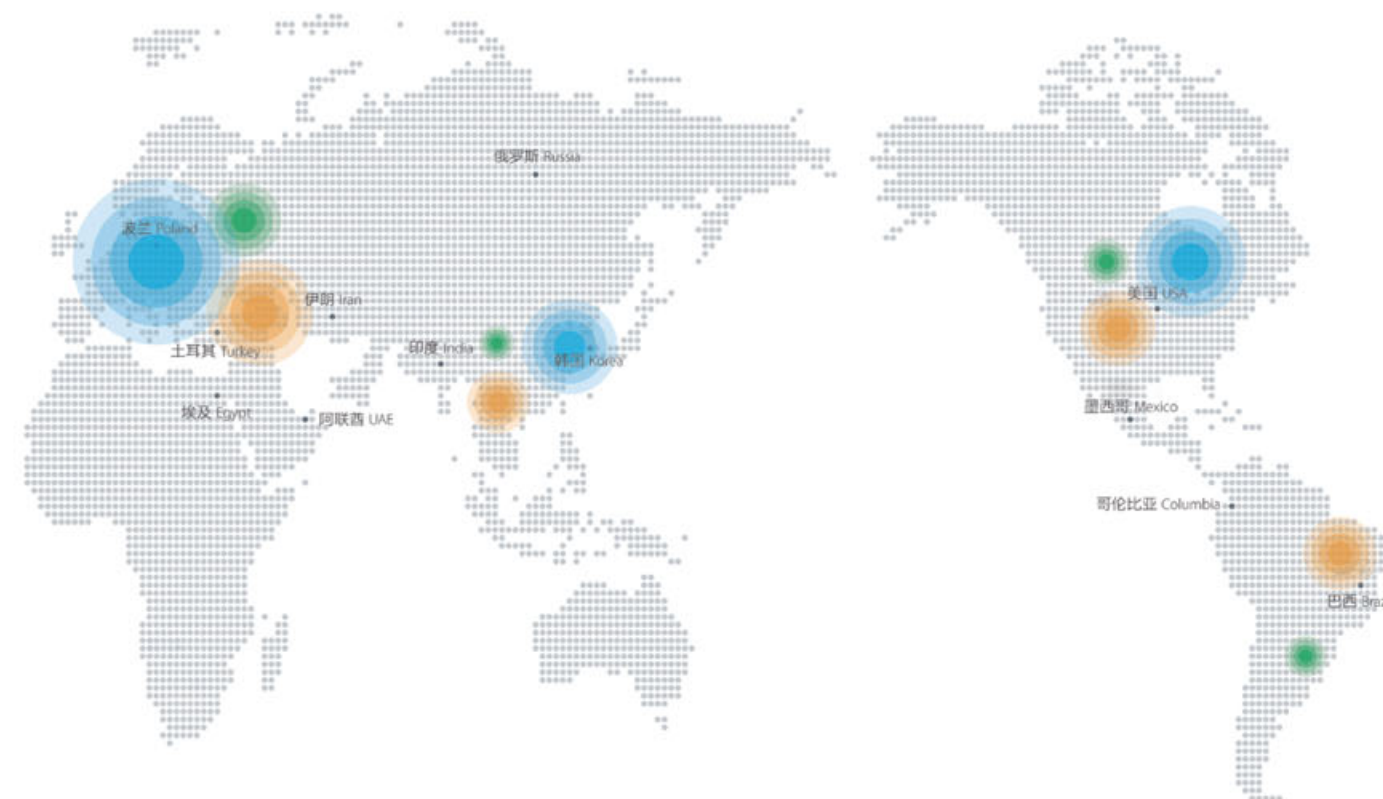 俄罗斯 Russia
波兰 Poland
美国 USA
伊朗 Iran
印度 India
土耳其 Turkey
韩国 Korea
埃及 Egypt
阿联酋 UAE
墨西哥 Mexico
哥伦比亚 Columbia
巴西 Braz